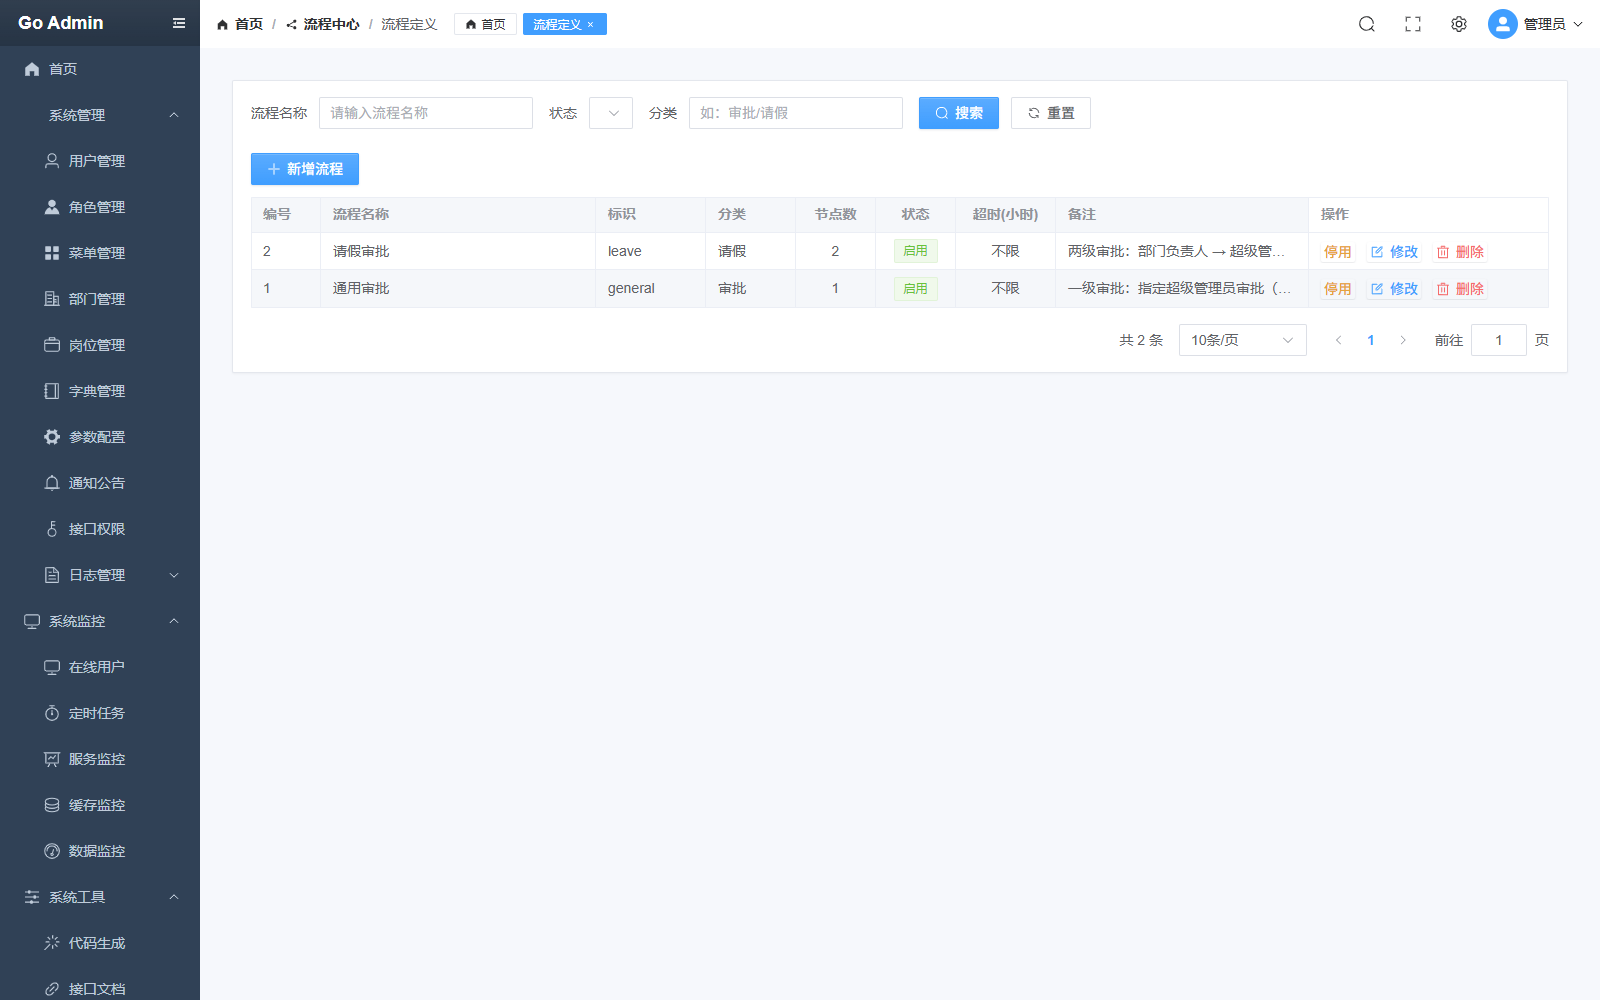 Go Admin
首页 / 流程中心 / 流程定义
首页
流程定义 ×
管理员
首页
系统管理
用户管理
角色管理
菜单管理
部门管理
岗位管理
字典管理
参数配置
通知公告
接口权限
日志管理
系统监控
在线用户
定时任务
服务监控
缓存监控
数据监控
系统工具
代码生成
接口文档
流程名称 请输入流程名称 状态 分类 如：审批/请假 搜索 重置
新增流程
编号 流程名称 标识 分类 节点数 状态 超时(小时) 备注 操作
2 请假审批 leave 请假 2 启用 不限 两级审批：部门负责人 → 超级管... 停用 修改 删除
1 通用审批 general 审批 1 启用 不限 一级审批：指定超级管理员审批（... 停用 修改 删除
共 2 条 10条/页 1 前往 1 页